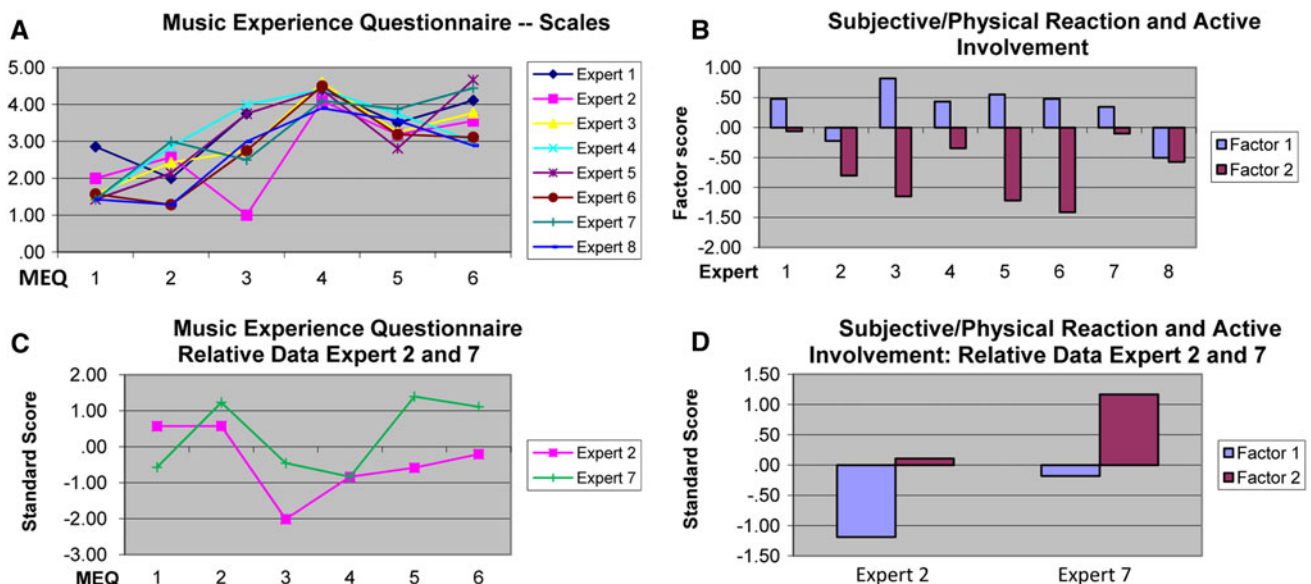 A
Music Experience Questionnaire -- Scales
5.00
4.00
3.00
2.00
1.00
.00
MEQ 1 2 3 4 5 6
Expert 1
Expert 2
Expert 3
Expert 4
Expert 5
Expert 6
Expert 7
Expert 8
B
Subjective/Physical Reaction and Active
Involvement
Factor score
1.00
.50
.00
-.50
-1.00
-1.50
-2.00
Expert 1 2 3 4 5 6 7 8
Factor 1
Factor 2
C
Music Experience Questionnaire
Relative Data Expert 2 and 7
Standard Score
2.00
1.00
.00
-1.00
-2.00
-3.00
MEQ 1 2 3 4 5 6
Expert 2
Expert 7
D
Subjective/Physical Reaction and Active
Involvement: Relative Data Expert 2 and 7
Standard Score
1.50
1.00
.50
.00
-.50
-1.00
-1.50
Expert 2 Expert 7
Factor 1
Factor 2